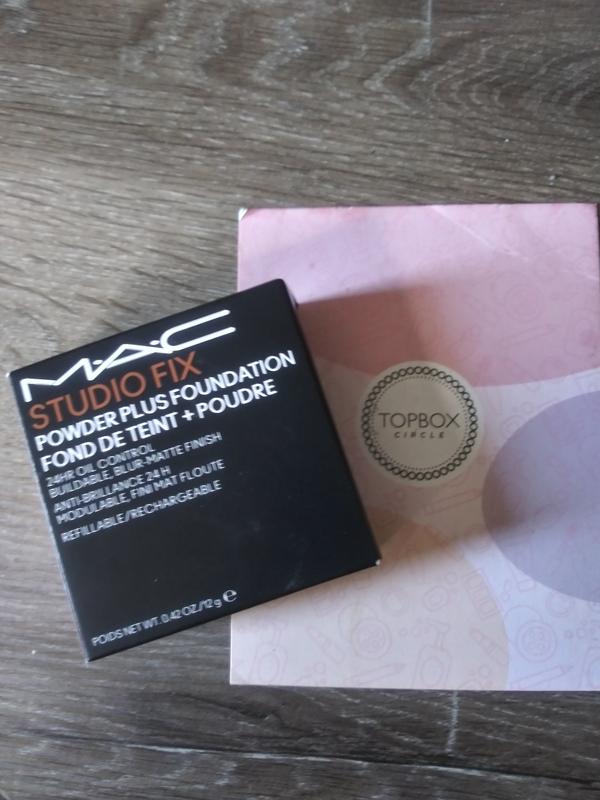 M·A·C
STUDIO FIX
POWDER PLUS FOUNDATION
FOND DE TEINT + POUDRE
24HR OIL CONTROL
BUILDABLE, BLUR-MATTE FINISH
ANTI-BRILLANCE 24 H
MODULABLE, FINI MAT FLOUTE
REFILLABLE/RECHARGEABLE
POIDS NET WT. 0.42 OZ./12 g ℮
TOPBOX
CIRCLE